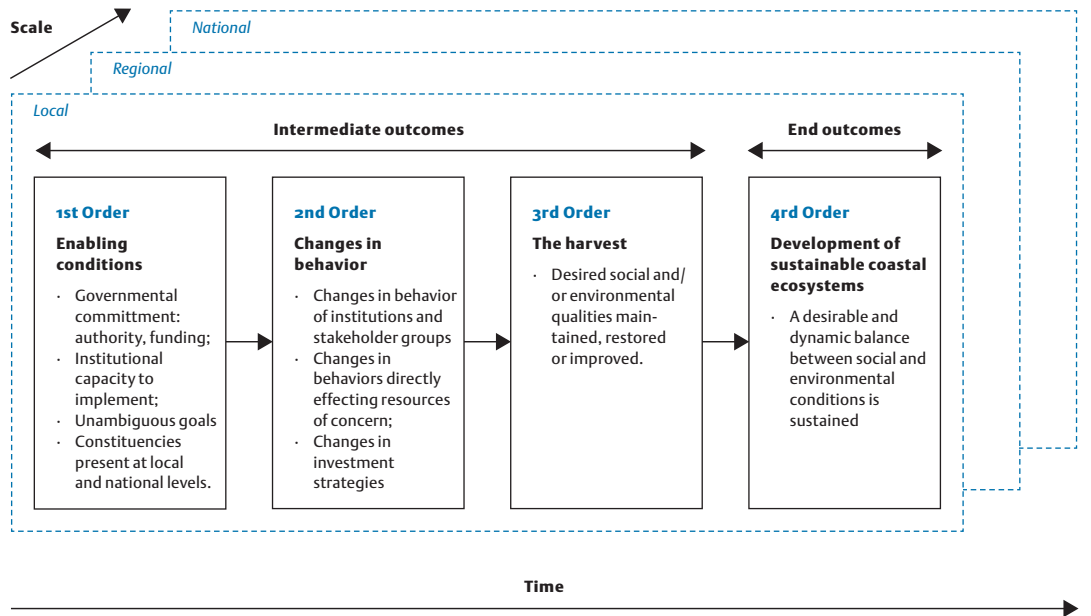 Scale
National
Regional
Local
Intermediate outcomes
End outcomes
1st Order
Enabling
conditions
· Governmental
committment:
authority, funding;
· Institutional
capacity to
implement;
· Unambiguous goals
· Constituencies
present at local
and national levels.
2nd Order
Changes in
behavior
· Changes in behavior
of institutions and
stakeholder groups
· Changes in
behaviors directly
effecting resources
of concern;
· Changes in
investment
strategies
3rd Order
The harvest
· Desired social and/
or environmental
qualities main-
tained, restored
or improved.
4rd Order
Development of
sustainable coastal
ecosystems
· A desirable and
dynamic balance
between social and
environmental
conditions is
sustained
Time